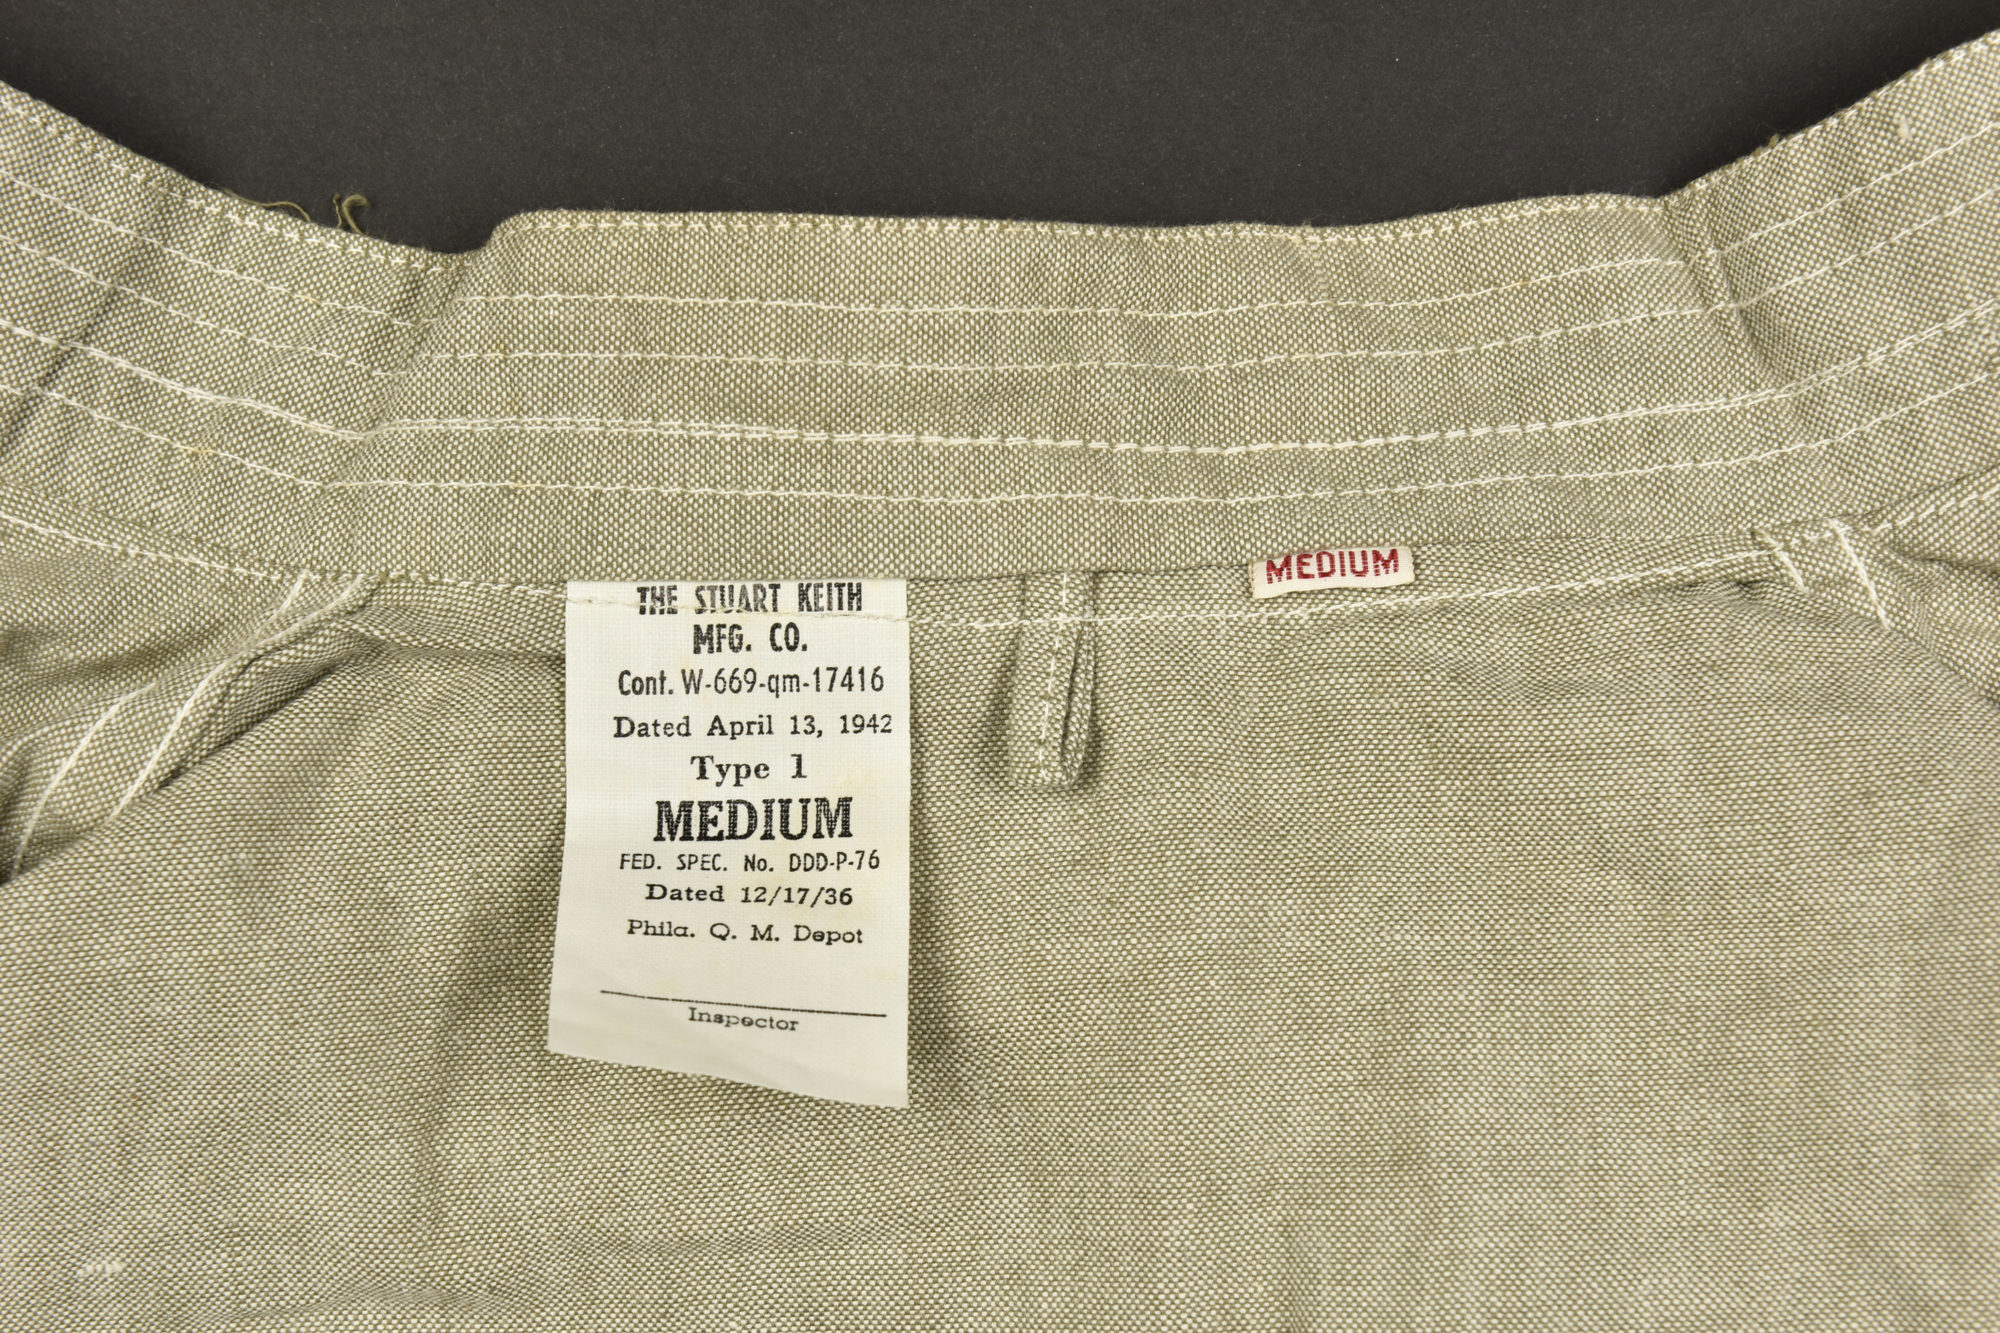 THE STUART KEITH
MFG. CO.
Cont. W-669-qm-17416
Dated April 13, 1942
Type 1
MEDIUM
FED. SPEC. No. DDD-P-76
Dated 12/17/36
Phila. Q. M. Depot
Inspector
MEDIUM